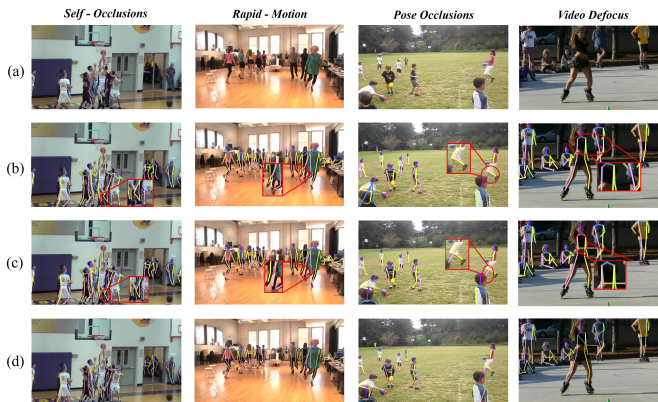 Self - Occlusions Rapid - Motion Pose Occlusions Video Defocus
(a)
(b)
(c)
(d)